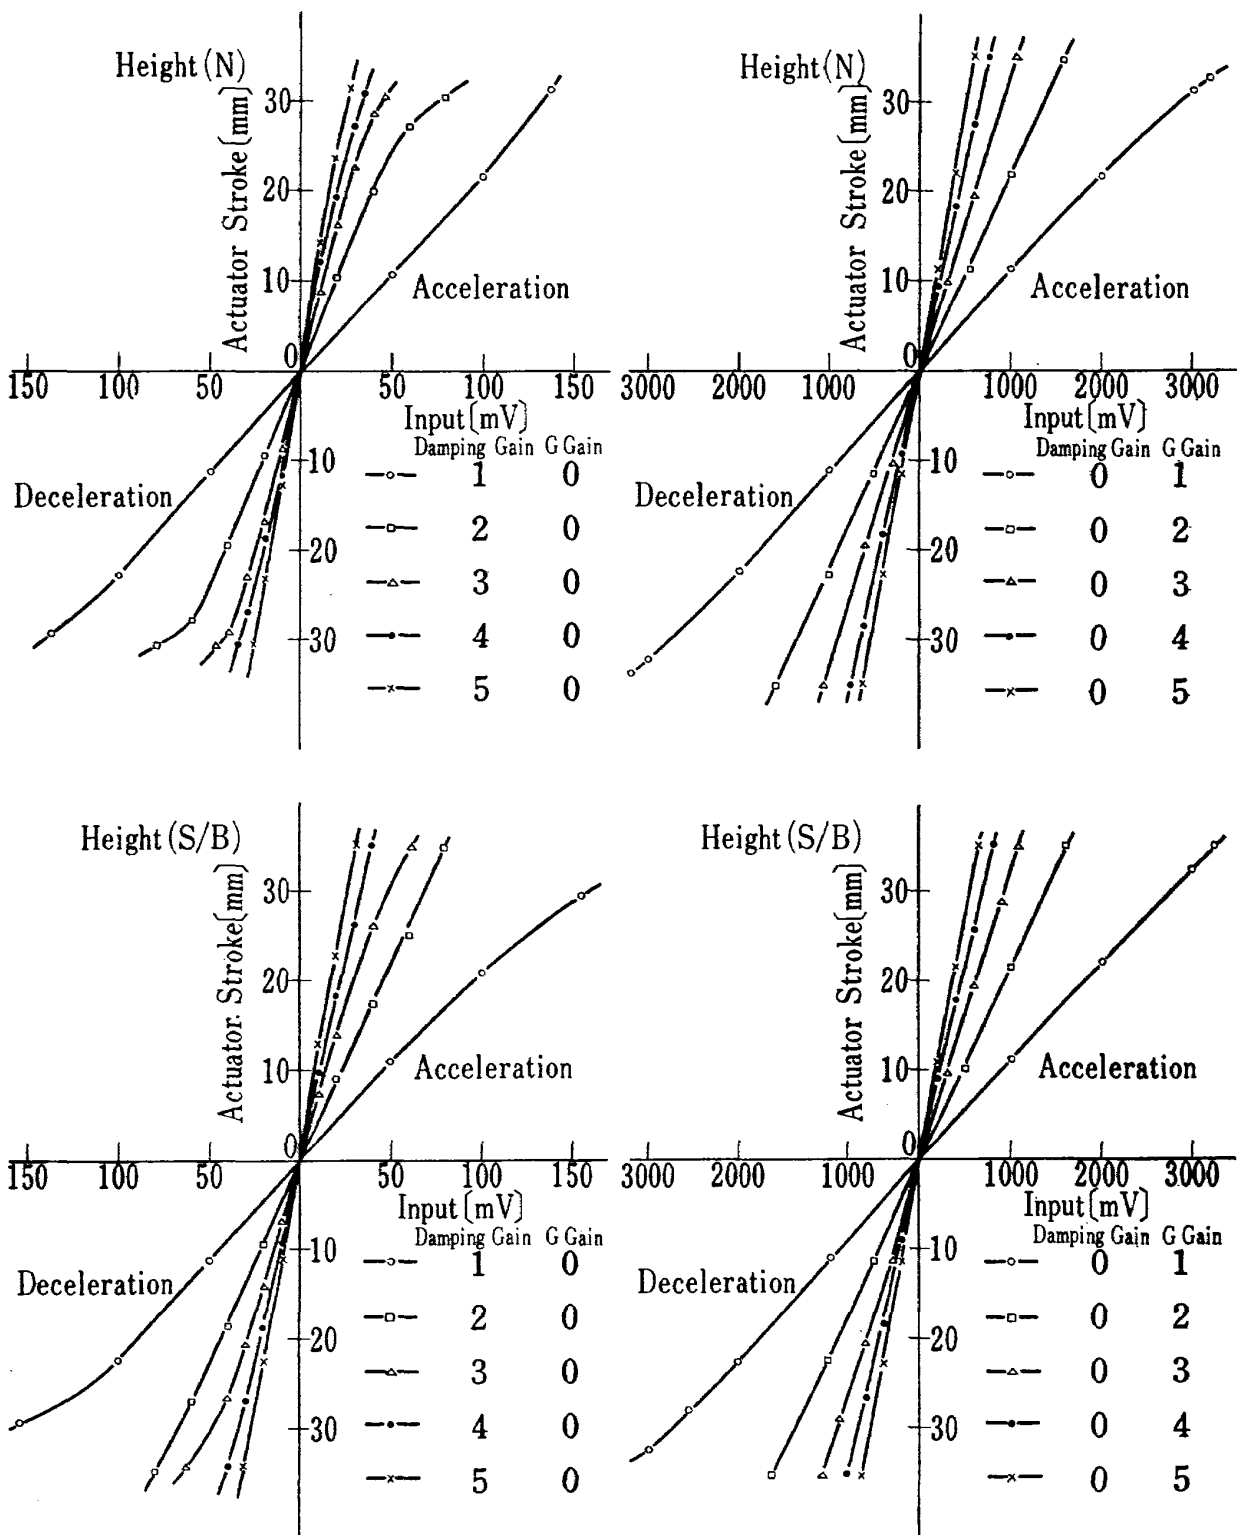 Height(N)
Actuator Stroke[mm]
30
20
10
0
Acceleration
150 100 50 50 100 150
Input[mV]
Deceleration
10
20
30
Damping Gain G Gain
1 0
2 0
3 0
4 0
5 0
Height(N)
Actuator Stroke[mm]
30
20
10
0
Acceleration
3000 2000 1000 1000 2000 3000
Input[mV]
Deceleration
10
20
30
Damping Gain G Gain
0 1
0 2
0 3
0 4
0 5
Height(S/B)
Actuator Stroke[mm]
30
20
10
0
Acceleration
150 100 50 50 100 150
Input[mV]
Deceleration
10
20
30
Damping Gain G Gain
1 0
2 0
3 0
4 0
5 0
Height(S/B)
Actuator Stroke[mm]
30
20
10
0
Acceleration
3000 2000 1000 1000 2000 3000
Input[mV]
Deceleration
10
20
30
Damping Gain G Gain
0 1
0 2
0 3
0 4
0 5